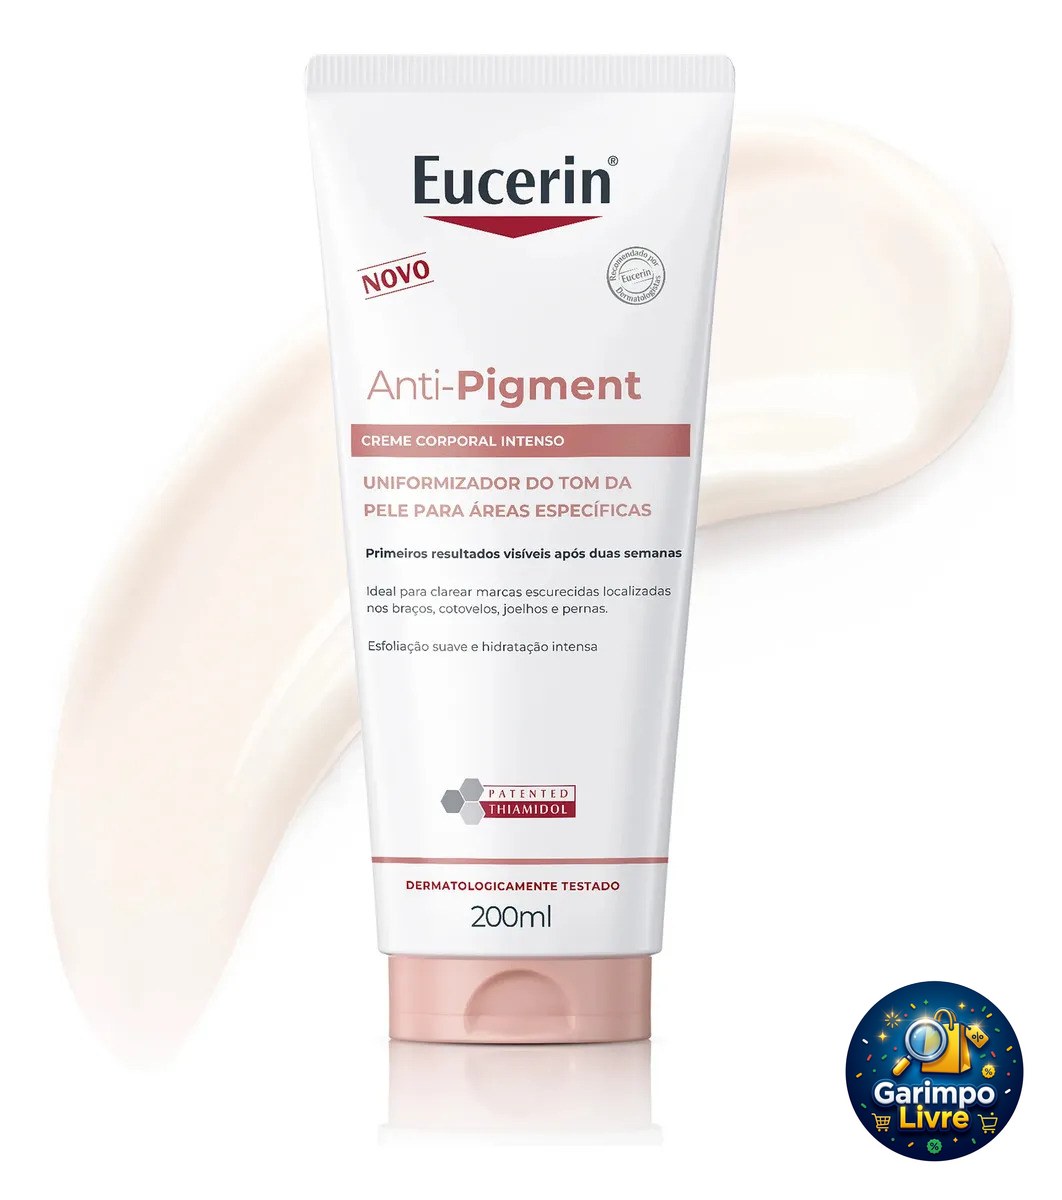 Eucerin®
NOVO
Recomendado por
Eucerin
Dermatologistas
Anti-Pigment
CREME CORPORAL INTENSO
UNIFORMIZADOR DO TOM DA
PELE PARA ÁREAS ESPECÍFICAS
Primeiros resultados visíveis após duas semanas
Ideal para clarear marcas escurecidas localizadas
nos braços, cotovelos, joelhos e pernas.
Esfoliação suave e hidratação intensa
PATENTED
THIAMIDOL
DERMATOLOGICAMENTE TESTADO
200ml
%
%
Garimpo
Livre
%